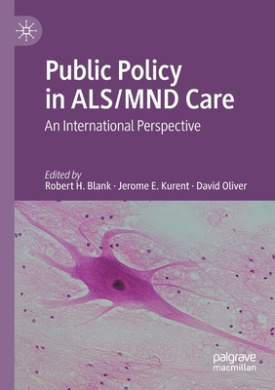 Public Policy
in ALS/MND Care
An International Perspective
Edited by
Robert H. Blank · Jerome E. Kurent · David Oliver
palgrave
macmillan